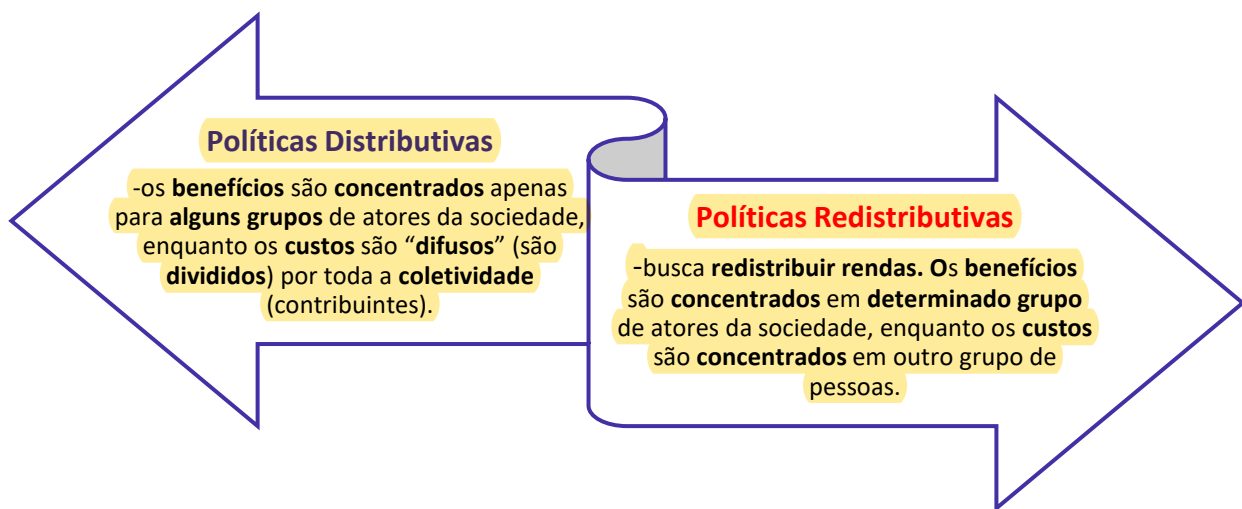 Políticas Distributivas
-os benefícios são concentrados apenas
para alguns grupos de atores da sociedade,
enquanto os custos são “difusos” (são
divididos) por toda a coletividade
(contribuintes).
Políticas Redistributivas
-busca redistribuir rendas. Os benefícios
são concentrados em determinado grupo
de atores da sociedade, enquanto os custos
são concentrados em outro grupo de
pessoas.